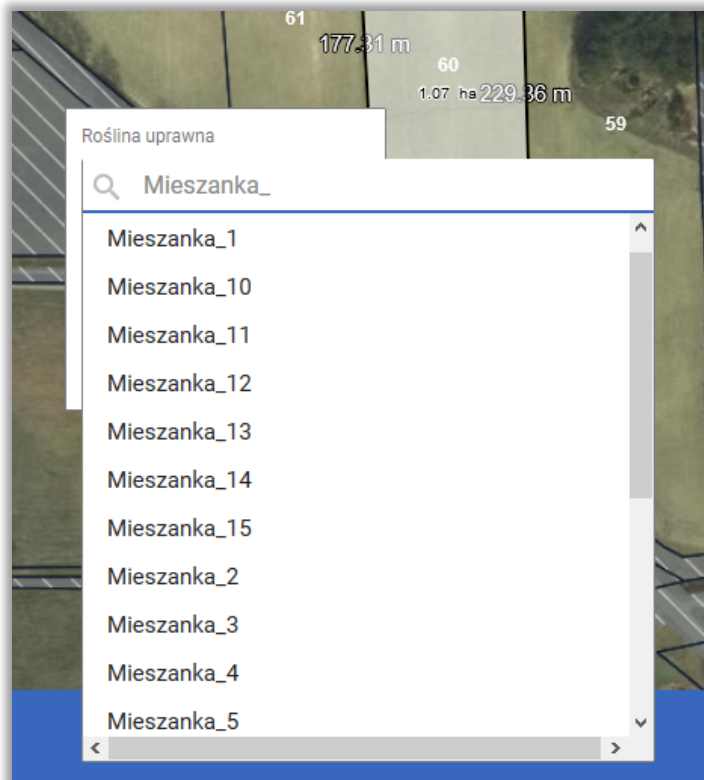 61
177.31 m
60
1.07 ha 229.36 m
59
Roślina uprawna
Mieszanka_
Mieszanka_1
Mieszanka_10
Mieszanka_11
Mieszanka_12
Mieszanka_13
Mieszanka_14
Mieszanka_15
Mieszanka_2
Mieszanka_3
Mieszanka_4
Mieszanka_5